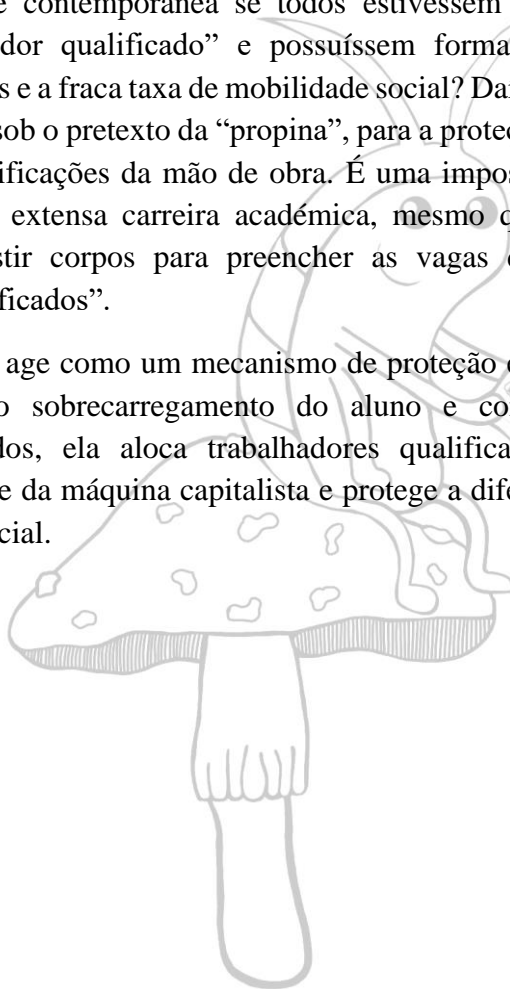 e contemporânea se todos estivessem
dor qualificado” e possuíssem forma
s e a fraca taxa de mobilidade social? Da
sob o pretexto da “propina”, para a prote
ificações da mão de obra. É uma impos
extensa carreira académica, mesmo q
stir corpos para preencher as vagas
ficados”.
age como um mecanismo de proteção
o sobrecarregamento do aluno e co
dos, ela aloca trabalhadores qualifica
e da máquina capitalista e protege a dife
cial.